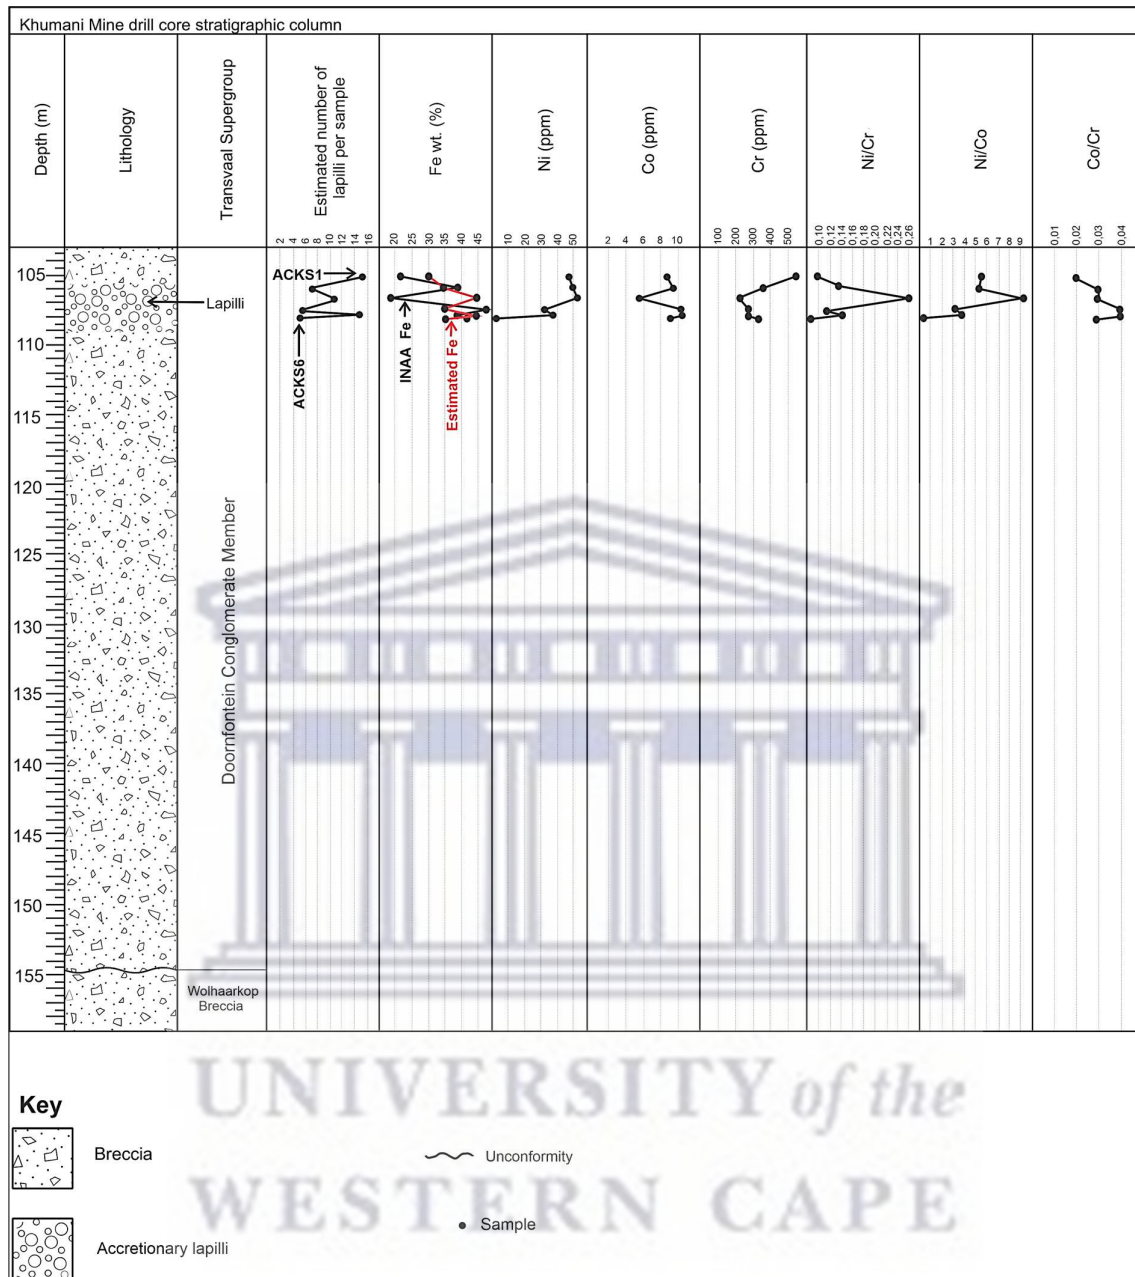 Khumani Mine drill core stratigraphic column
Depth (m)
Lithology
Transvaal Supergroup
Estimated number of
lapilli per sample
Fe wt. (%)
Ni (ppm)
Co (ppm)
Cr (ppm)
Ni/Cr
Ni/Co
Co/Cr
2 4 6 8 10 12 14 16
20 25 30 35 40 45
10 20 30 40 50
2 4 6 8 10
100 200 300 400 500
0,10 0,12 0,14 0,16 0,18 0,20 0,22 0,24 0,26
1 2 3 4 5 6 7 8 9
0,01 0,02 0,03 0,04
105
110
115
120
125
130
135
140
145
150
155
ACKS1
Lapilli
ACKS6
INAA Fe
Estimated Fe
Doornfontein Conglomerate Member
Wolhaarkop
Breccia
UNIVERSITY of the
WESTERN CAPE
Key
Breccia
Unconformity
Sample
Accretionary lapilli